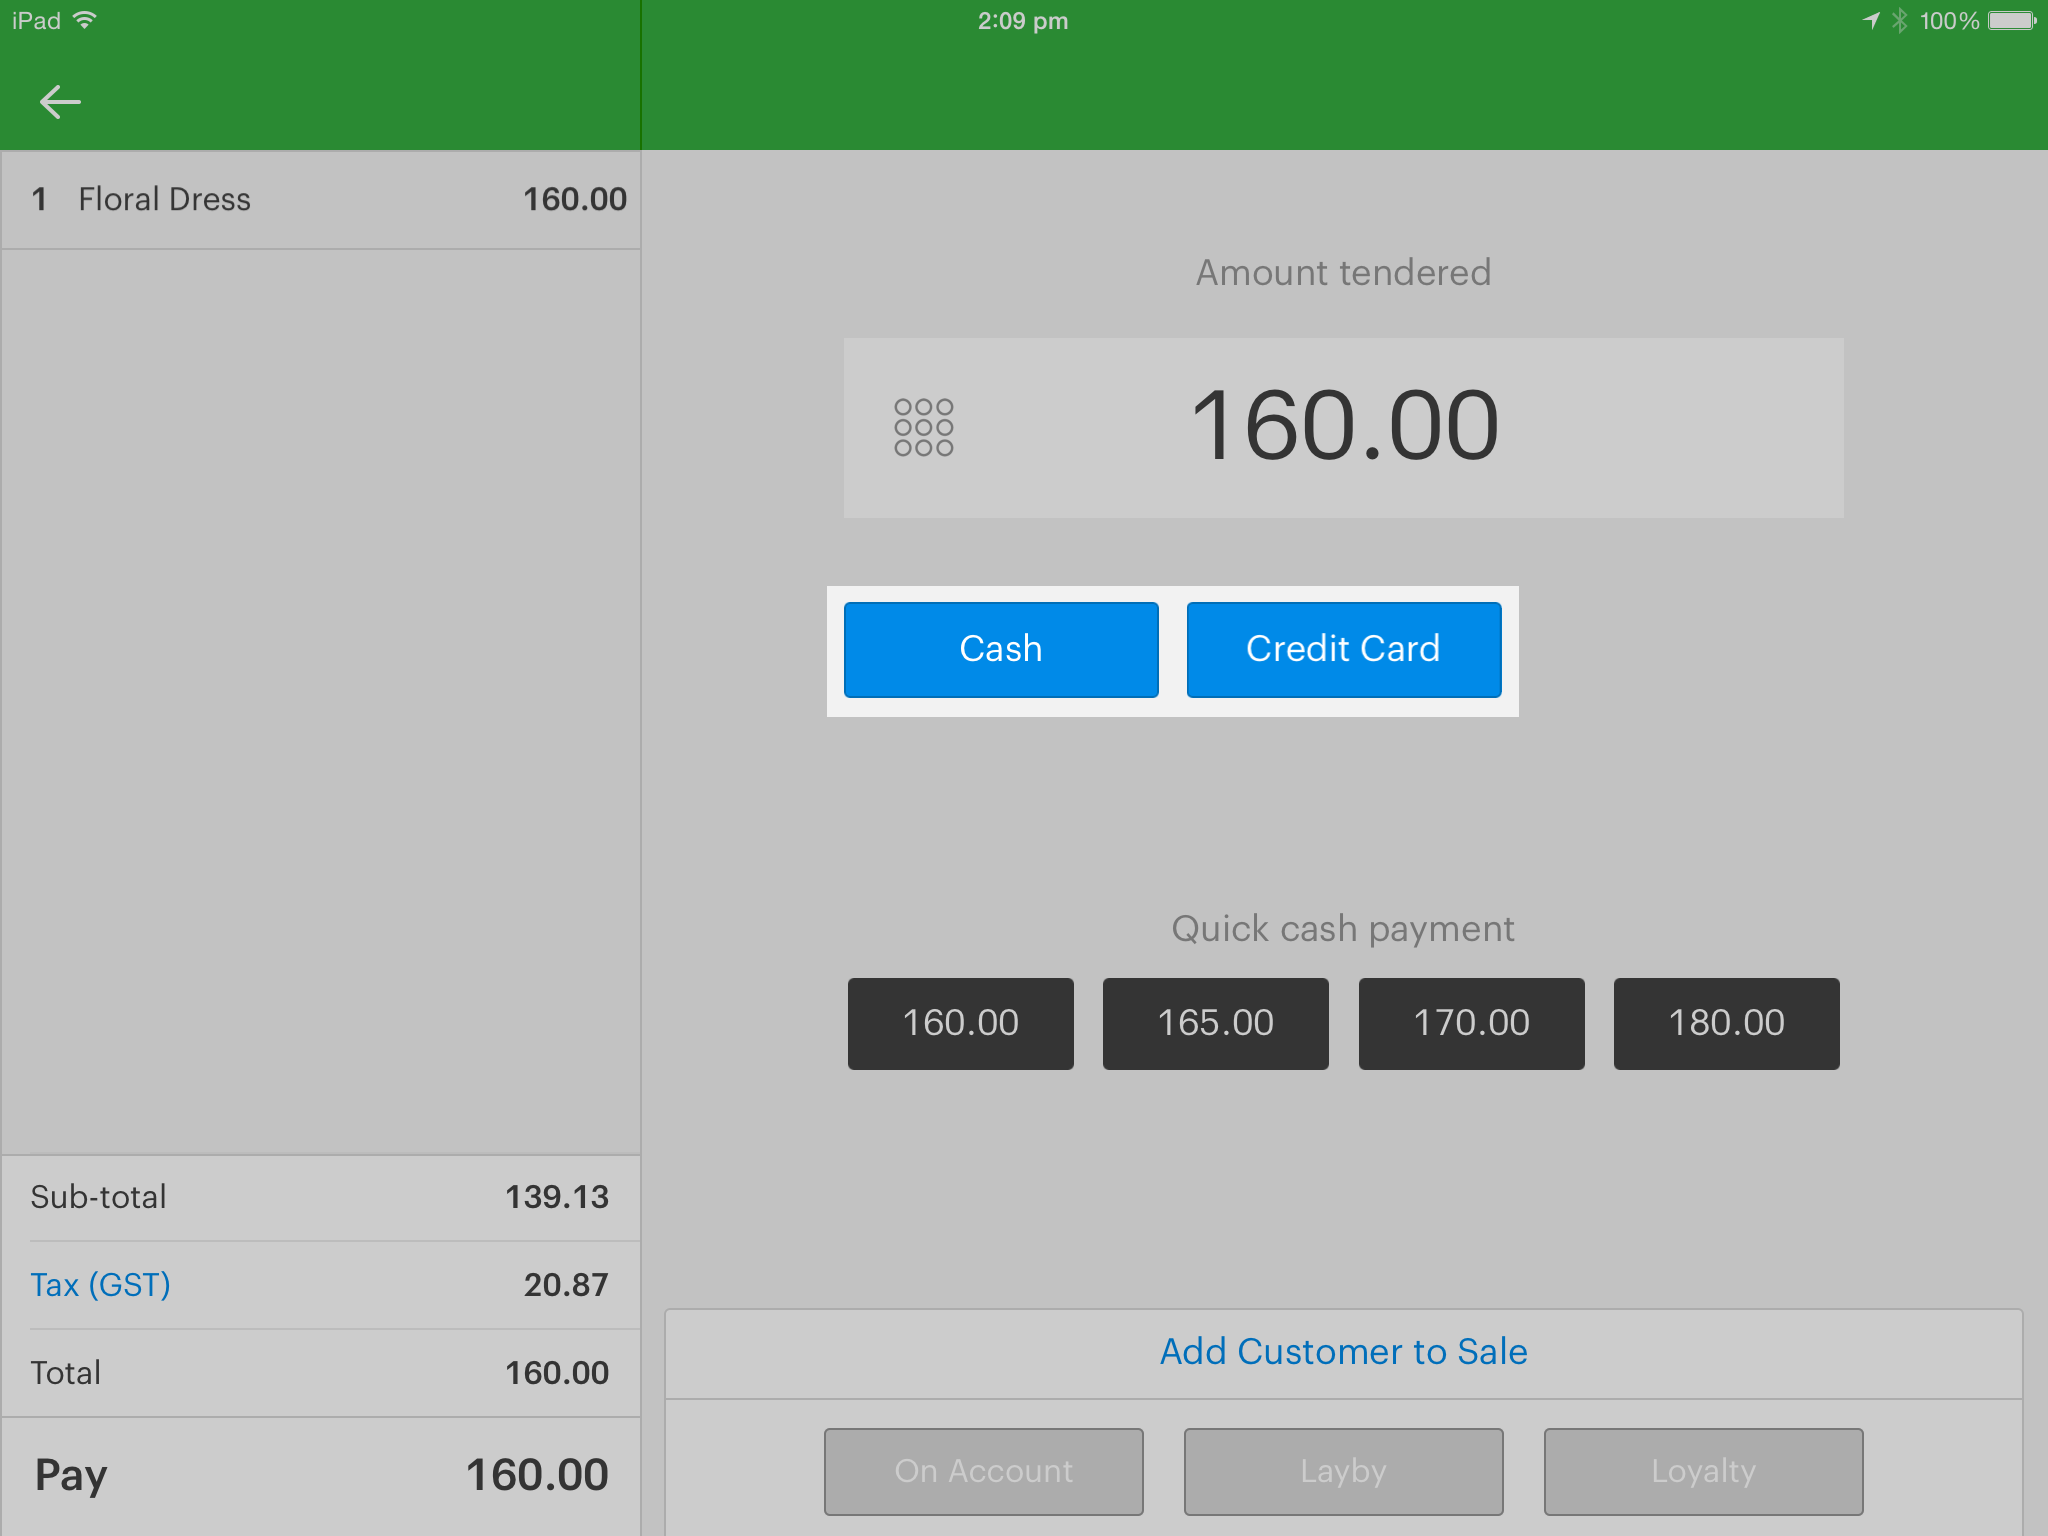 iPad 2:09 pm 100%
1 Floral Dress 160.00
Amount tendered
160.00
Cash Credit Card
Quick cash payment
160.00 165.00 170.00 180.00
Sub-total 139.13
Tax (GST) 20.87
Total 160.00
Pay 160.00
Add Customer to Sale
On Account Layby Loyalty